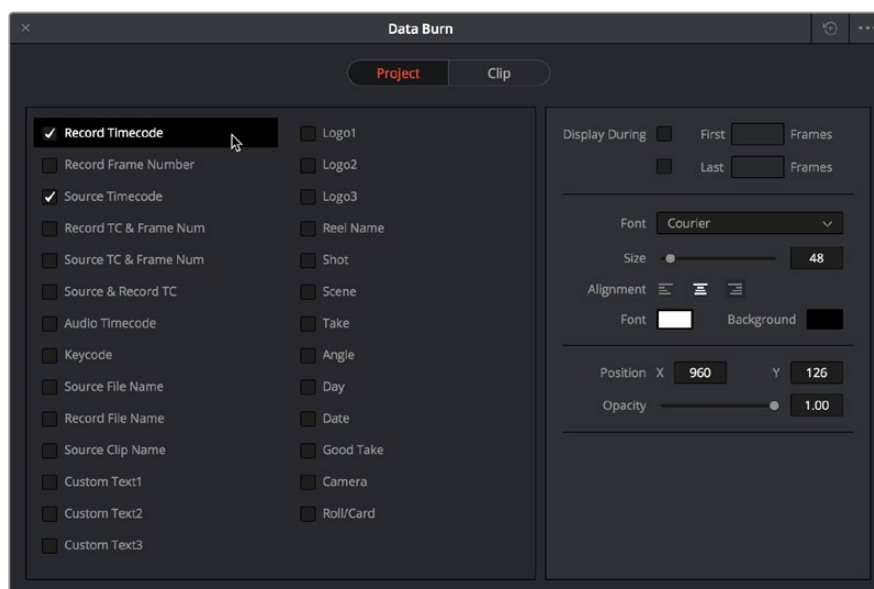 Data Burn
Project Clip
Record Timecode
Record Frame Number
Source Timecode
Record TC & Frame Num
Source TC & Frame Num
Source & Record TC
Audio Timecode
Keycode
Source File Name
Record File Name
Source Clip Name
Custom Text1
Custom Text2
Custom Text3
Logo1
Logo2
Logo3
Reel Name
Shot
Scene
Take
Angle
Day
Date
Good Take
Camera
Roll/Card
Display During First Frames
Last Frames
Font Courier
Size 48
Alignment
Font Background
Position X 960 Y 126
Opacity 1.00